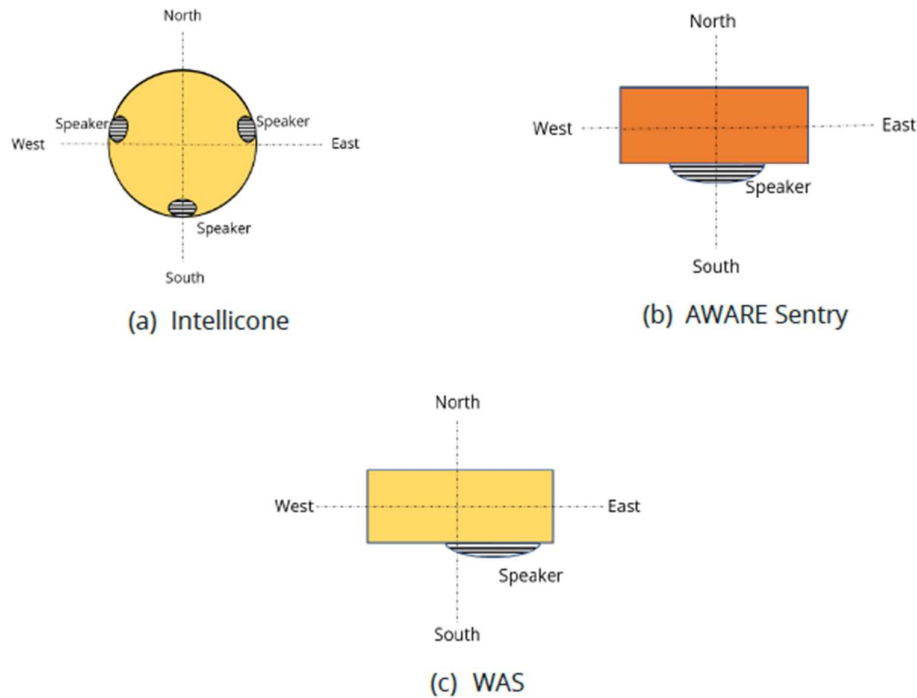 North
Speaker
Speaker
West
East
Speaker
South
(a) Intellicone
North
West
East
Speaker
South
(b) AWARE Sentry
North
West
East
Speaker
South
(c) WAS